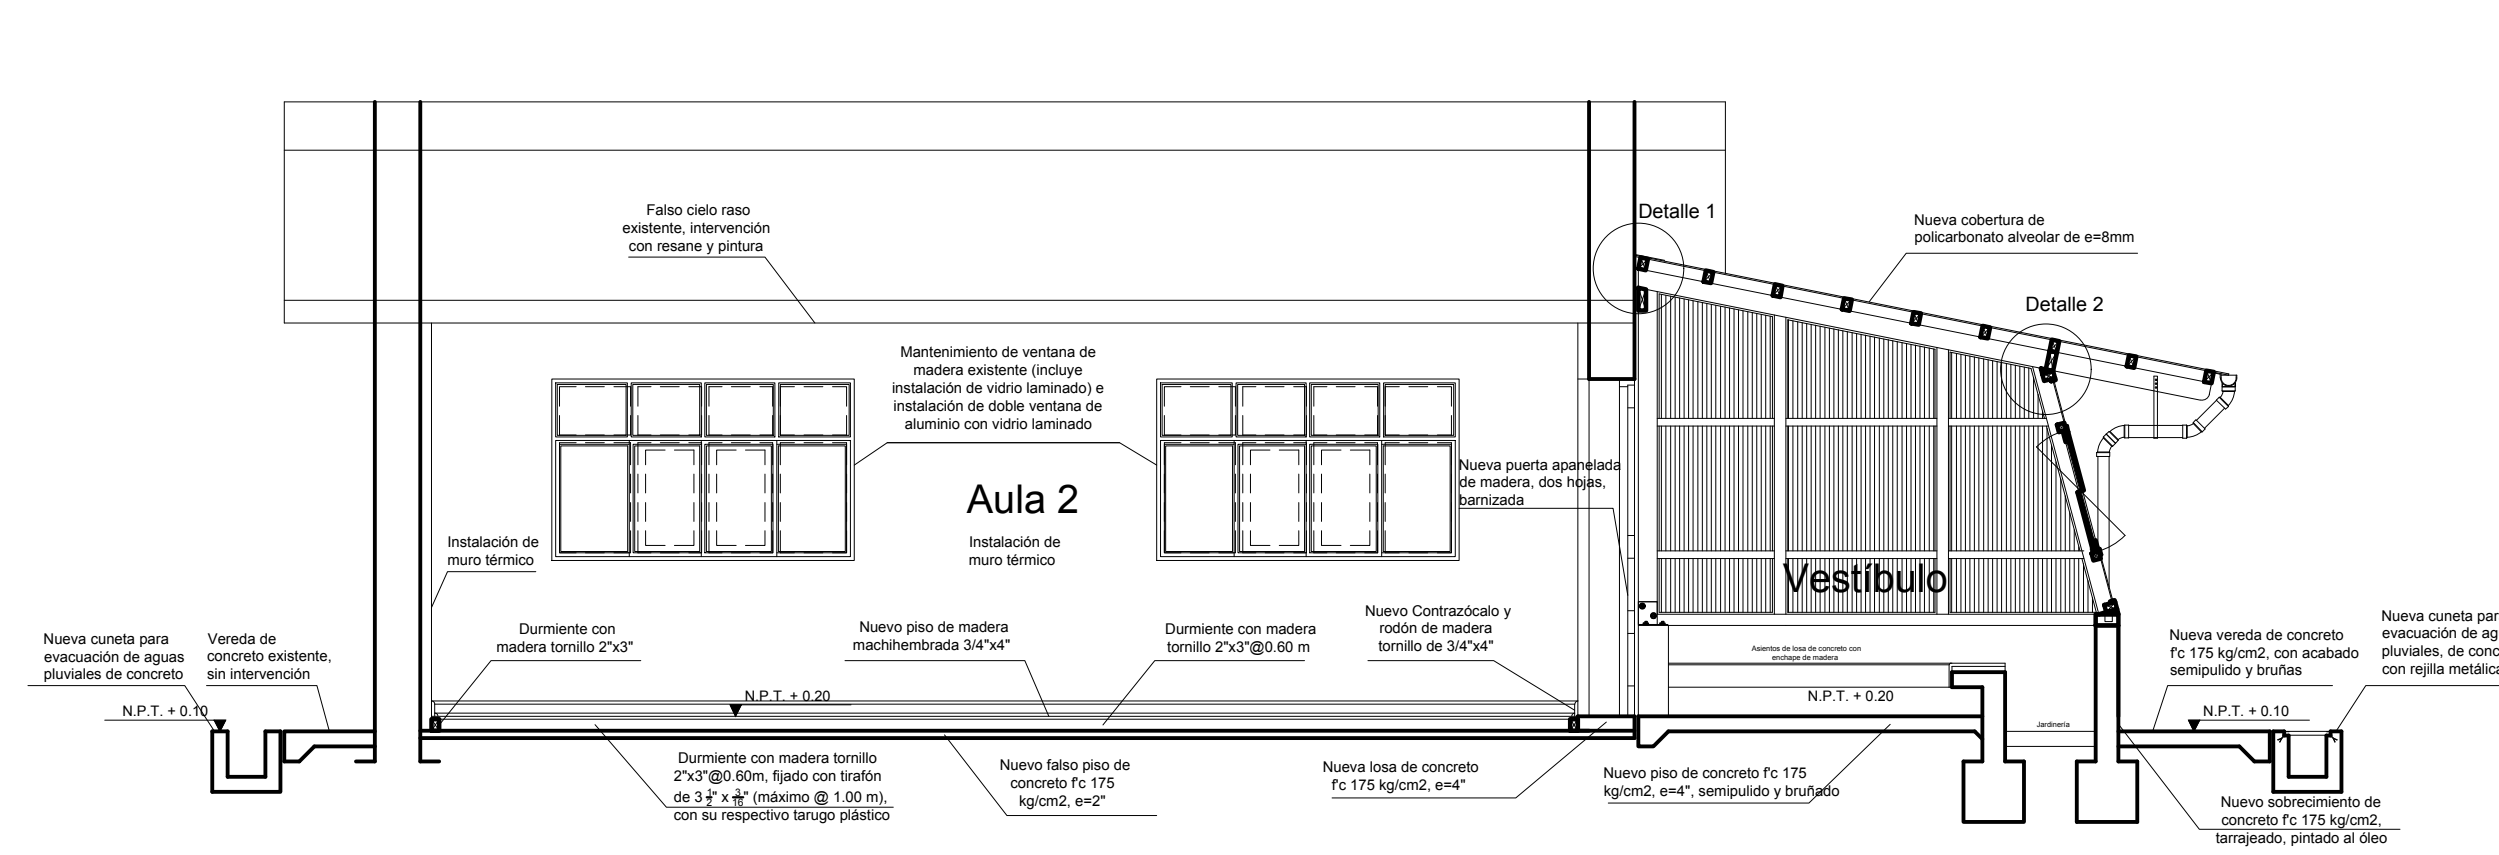 Falso cielo raso
existente, intervención
con resane y pintura
Detalle 1
Nueva cobertura de
policarbonato alveolar de e=8mm
Detalle 2
Mantenimiento de ventana de
madera existente (incluye
instalación de vidrio laminado) e
instalación de doble ventana de
aluminio con vidrio laminado
Nueva puerta apanelada
de madera, dos hojas,
barnizada
Aula 2
Instalación de
muro térmico
Instalación de
muro térmico
Vestíbulo
Nueva cuneta para
evacuación de aguas
pluviales de concreto
Vereda de
concreto existente,
sin intervención
Durmiente con
madera tornillo 2"x3"
Nuevo piso de madera
machihembrada 3/4"x4"
Durmiente con madera
tornillo 2"x3"@0.60 m
Nuevo Contrazócalo y
rodón de madera
tornillo de 3/4"x4"
Asientos de losa de concreto con
enchape de madera
Nueva vereda de concreto
f'c 175 kg/cm2, con acabado
semipulido y bruñas
Nueva cuneta par
evacuación de ag
pluviales, de conc
con rejilla metálica
N.P.T. + 0.10
N.P.T. + 0.20
N.P.T. + 0.20
N.P.T. + 0.10
Jardinería
Durmiente con madera tornillo
2"x3"@0.60m, fijado con tirafón
de 3 1/2" x 3/16" (máximo @ 1.00 m),
con su respectivo tarugo plástico
Nuevo falso piso de
concreto f'c 175
kg/cm2, e=2"
Nueva losa de concreto
f'c 175 kg/cm2, e=4"
Nuevo piso de concreto f'c 175
kg/cm2, e=4", semipulido y bruñado
Nuevo sobrecimiento de
concreto f'c 175 kg/cm2,
tarrajeado, pintado al óleo